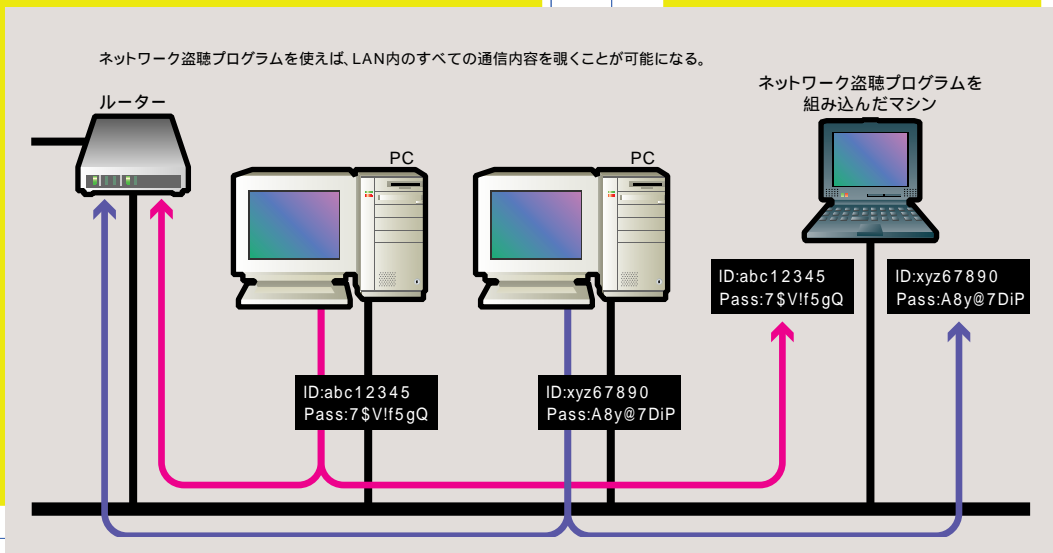 ネットワーク盗聴プログラムを使えば、LAN内のすべての通信内容を覗くことが可能になる。
ルーター
PC
PC
ネットワーク盗聴プログラムを
組み込んだマシン
ID:abc12345
Pass:7$V!f5gQ
ID:xyz67890
Pass:A8y@7DiP
ID:abc12345
Pass:7$V!f5gQ
ID:xyz67890
Pass:A8y@7DiP